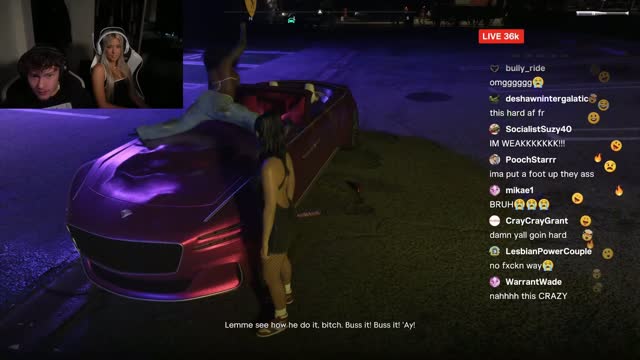 LIVE 36k
bully_ride
omggggg😭
deshawnintergalatic
this hard af fr
SocialistSuzy40
IM WEAKKKKKKK!!!
PoochStarrr
ima put a foot up they ass
mikae1
BRUH😭😭😭
CrayCrayGrant
damn yall goin hard
LesbianPowerCouple
no fxckn way😭
WarrantWade
nahhhh this CRAZY
Lemme see how he do it, bitch. Buss it! Buss it! 'Ay!